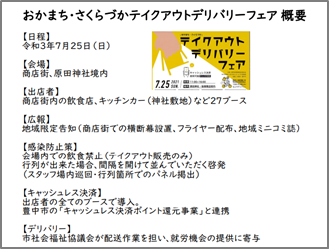 おかまち・さくらづかテイクアウトデリバリーフェア 概要
【日程】
令和3年7月25日（日）
【会場】
商店街、原田神社境内
【出店者】
商店街内の飲食店、キッチンカー（神社敷地）など27ブース
【広報】
地域限定告知（商店街での横断幕設置、フライヤー配布、地域ミニコミ誌）
【感染防止策】
会場内での飲食禁止（テイクアウト販売のみ）
行列が出来た場合、間隔を開けて並んでいただく啓発
（スタッフ場内巡回・行列箇所でのパネル掲出）
【キャッシュレス決済】
出店者の全てのブースで導入。
豊中市の「キャッシュレス決済ポイント還元事業」と連携
【デリバリー】
市社会福祉協議会が配送作業を担い、就労機会の提供に寄与
テイクアウト
デリバリー
フェア
7.25
2021
SUN.